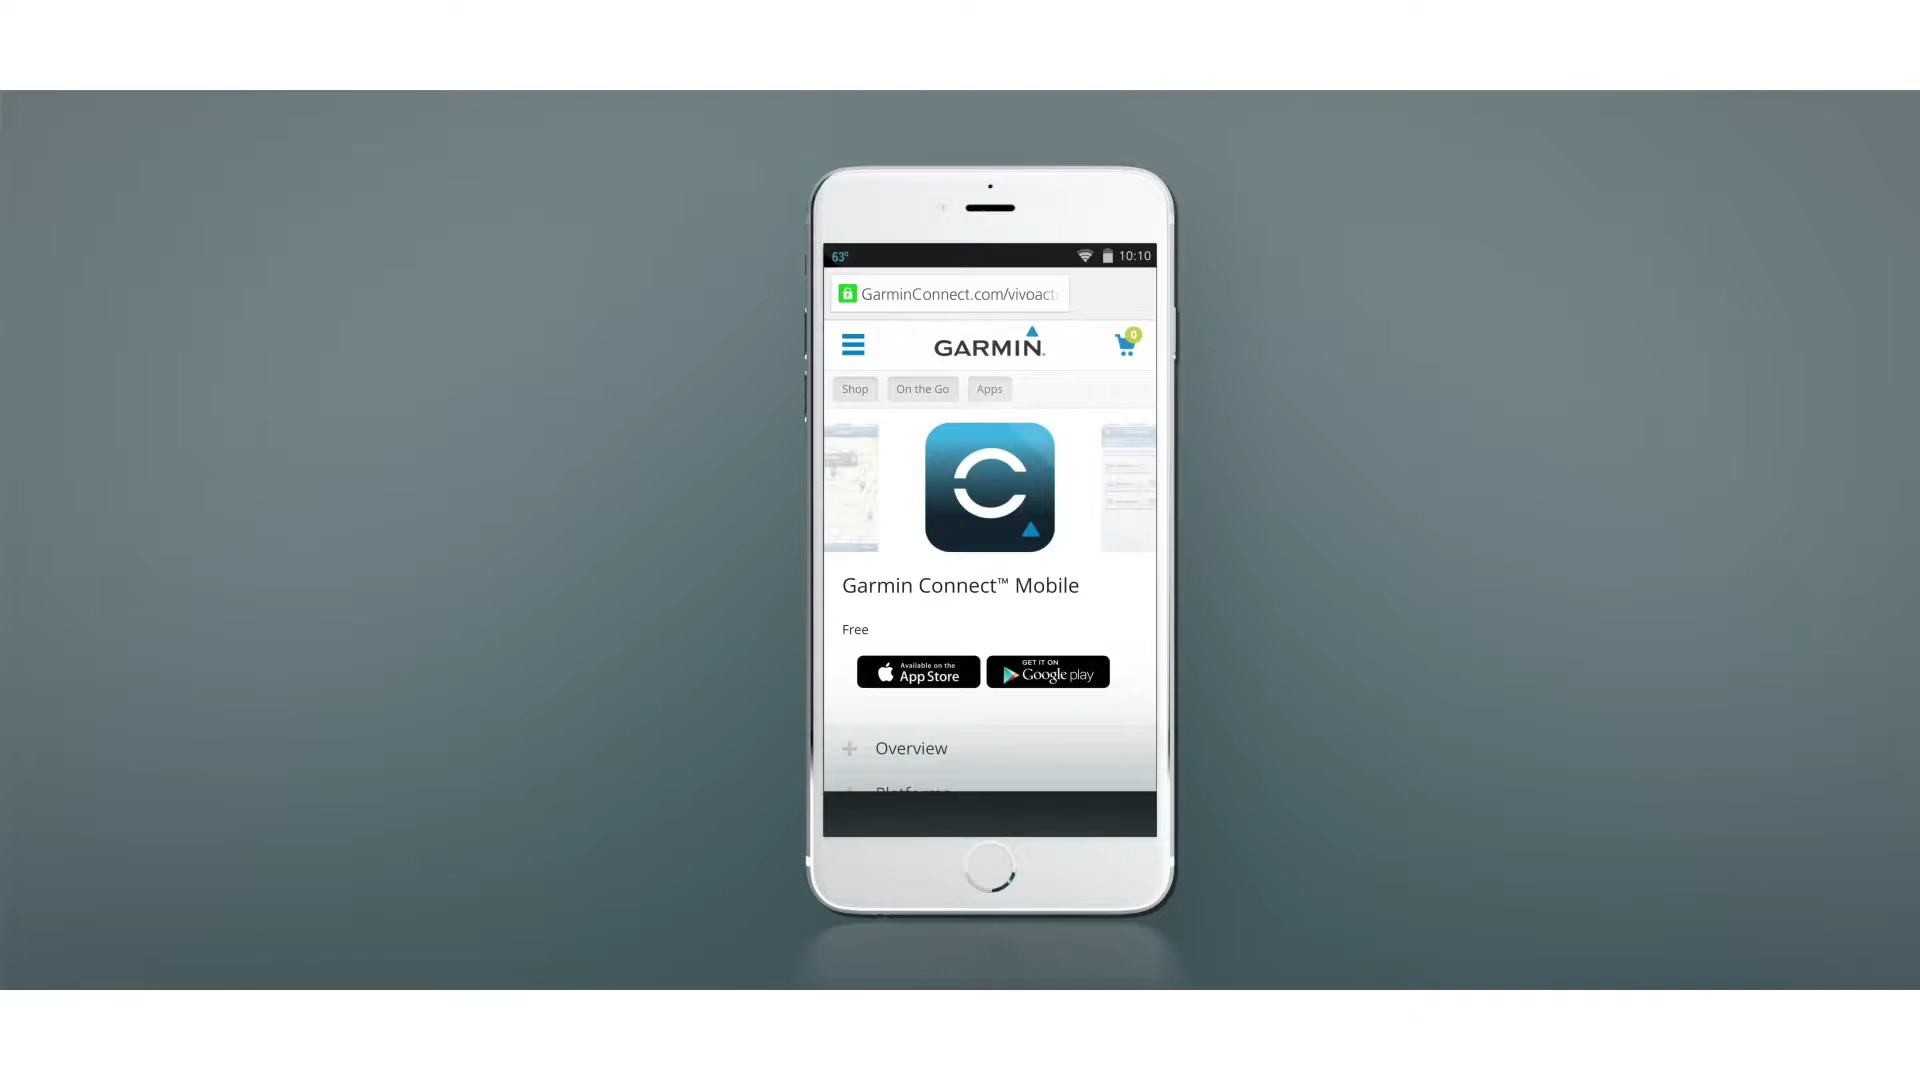 63°
10:10
GarminConnect.com/vivoact
GARMIN
0
Shop
On the Go
Apps
Garmin Connect™ Mobile
Free
Available on the
App Store
GET IT ON
Google play
Overview